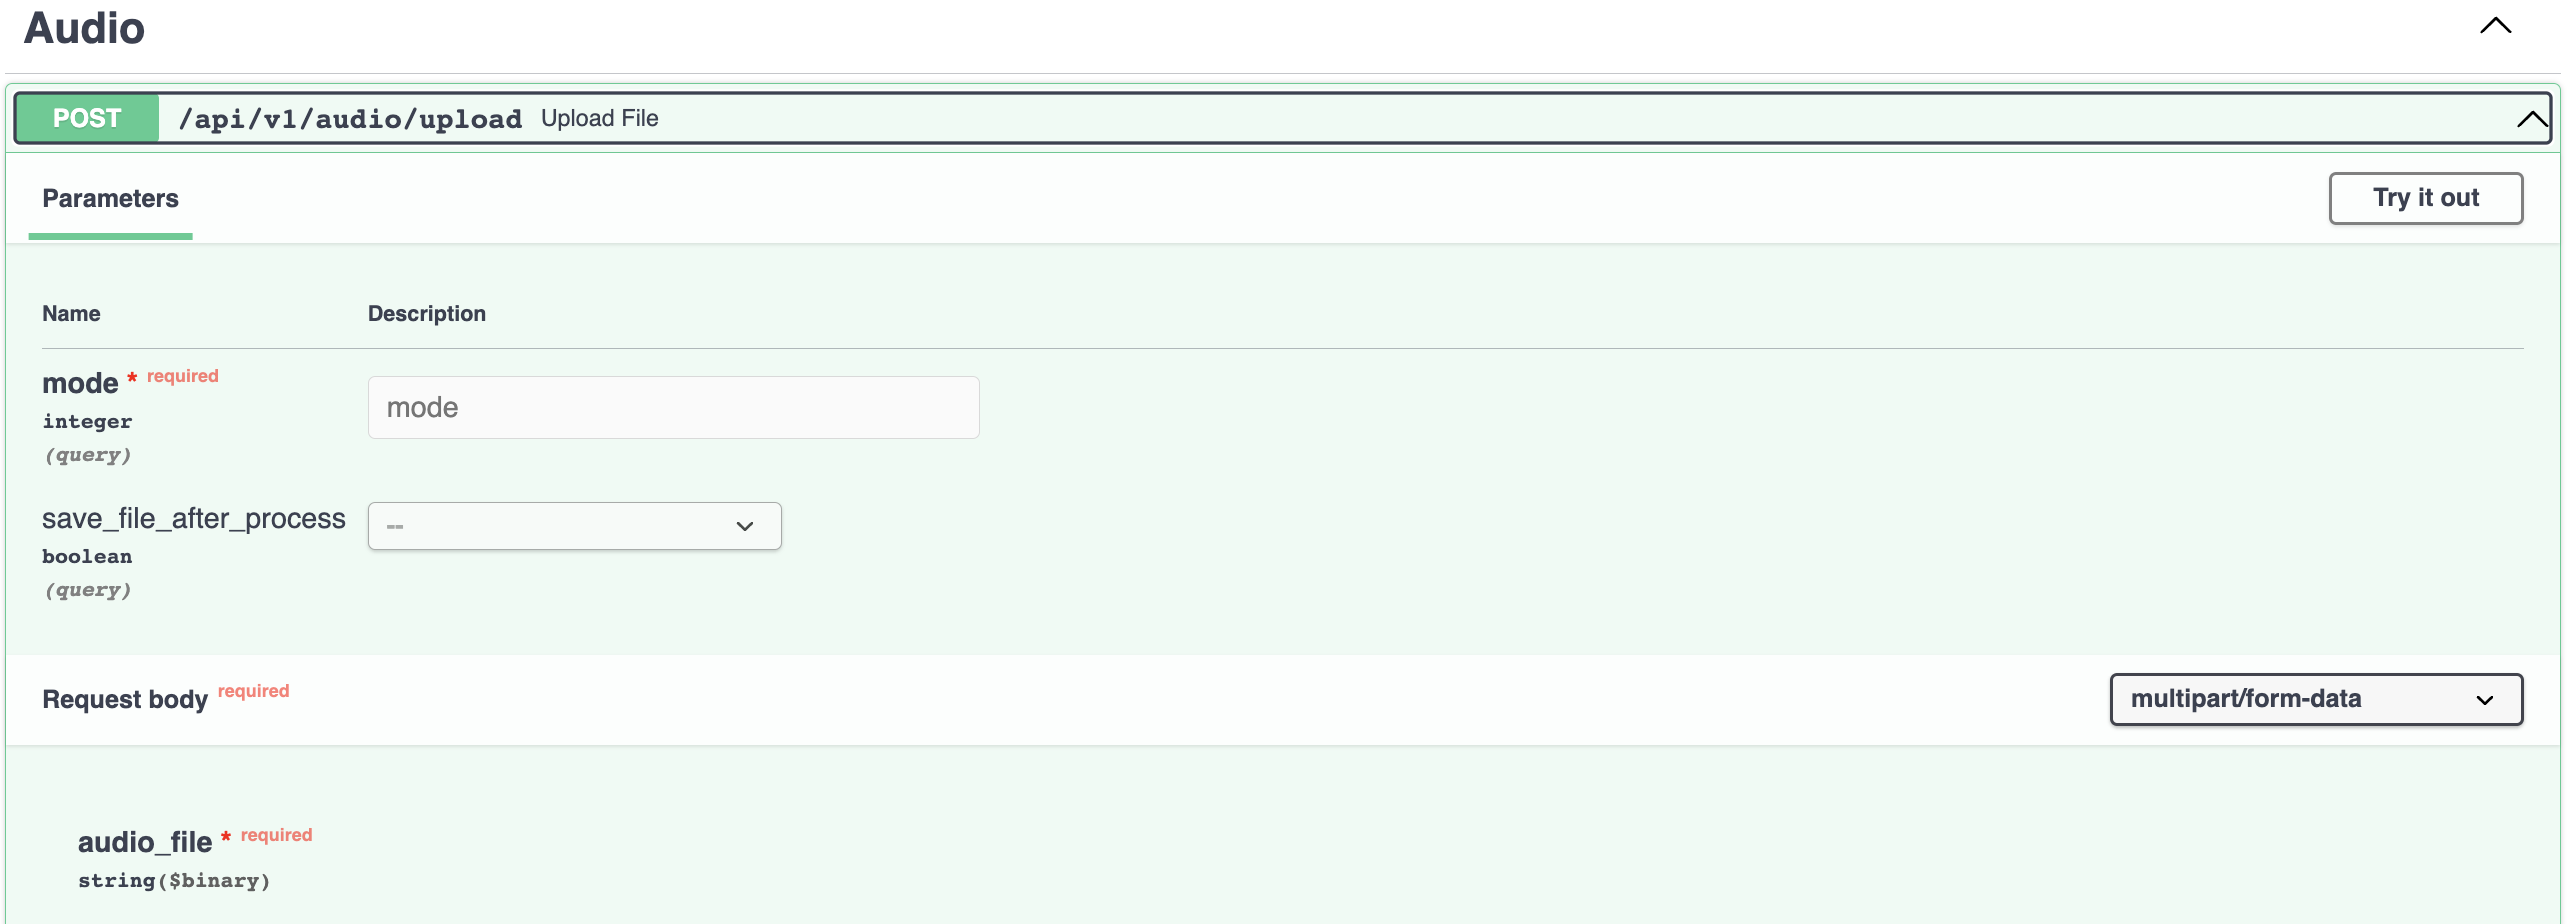 Audio
POST /api/v1/audio/upload Upload File
Parameters
Try it out
Name Description
mode * required
integer
(query)
mode
save_file_after_process
boolean
(query)
--
Request body required
multipart/form-data
audio_file * required
string($binary)